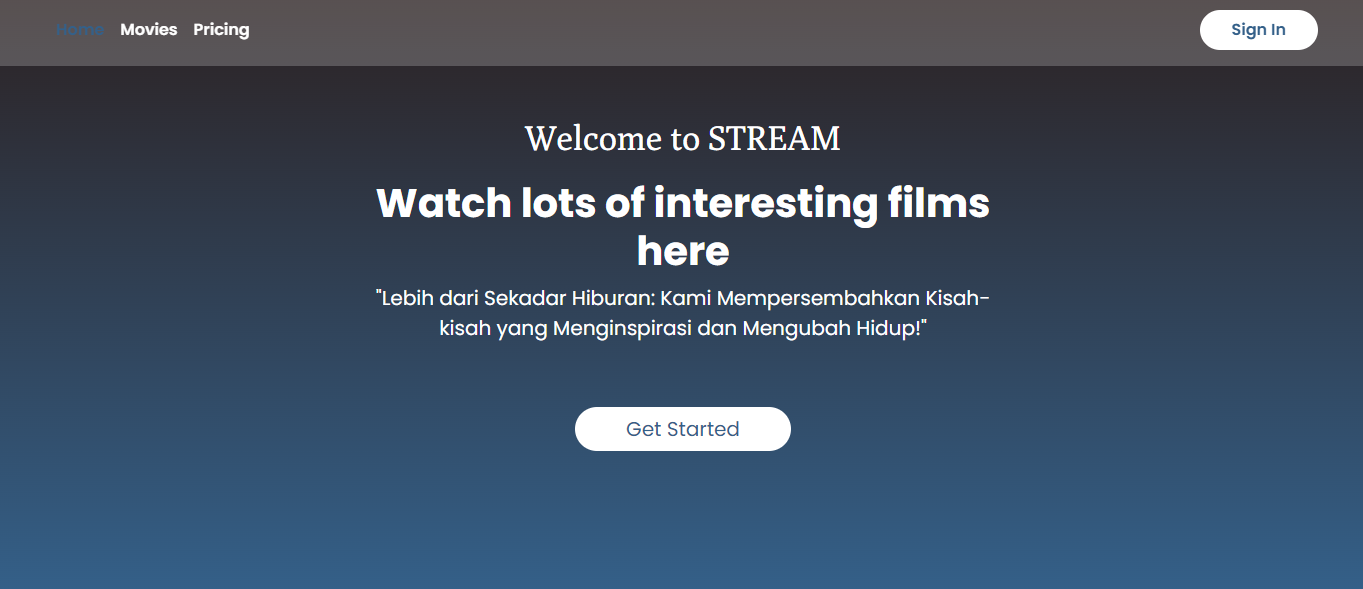 Home Movies Pricing Sign In
Welcome to STREAM
Watch lots of interesting films
here
"Lebih dari Sekadar Hiburan: Kami Mempersembahkan Kisah-
kisah yang Menginspirasi dan Mengubah Hidup!"
Get Started